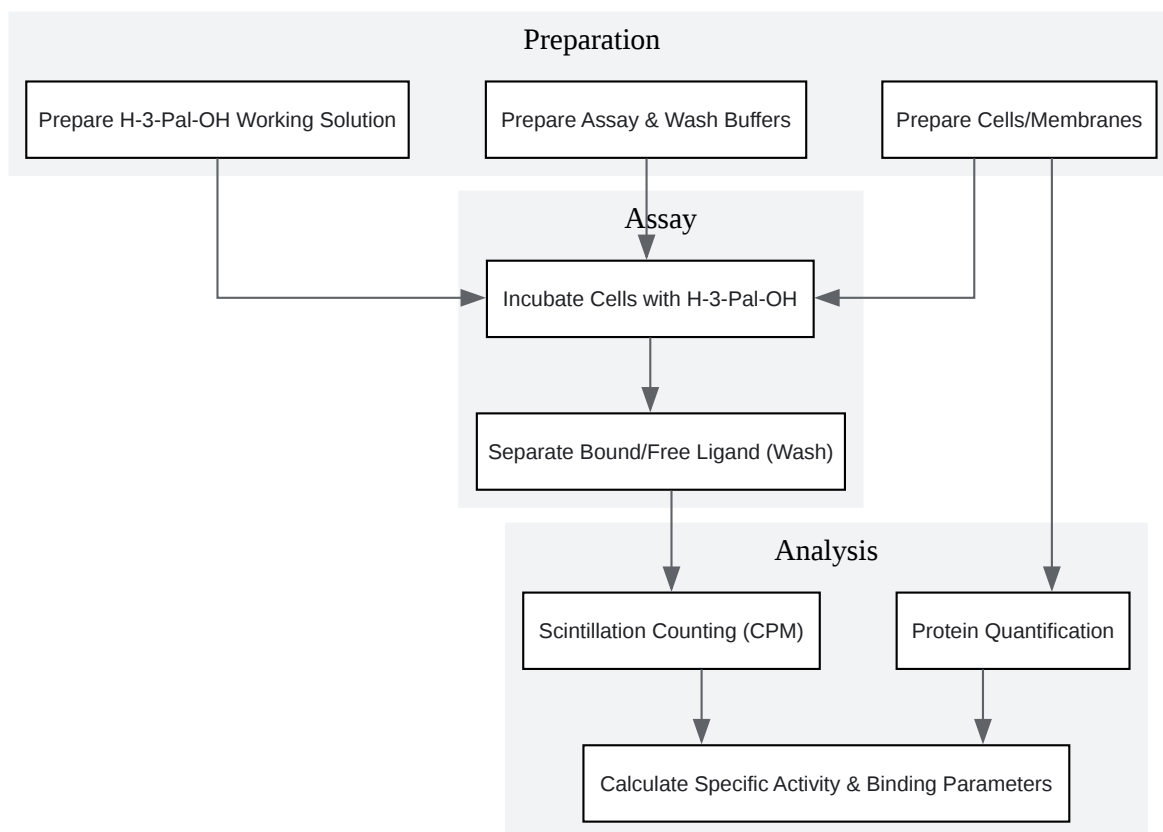 Preparation
Prepare H-3-Pal-OH Working Solution
Prepare Assay & Wash Buffers
Prepare Cells/Membranes
Assay
Incubate Cells with H-3-Pal-OH
Separate Bound/Free Ligand (Wash)
Analysis
Scintillation Counting (CPM)
Protein Quantification
Calculate Specific Activity & Binding Parameters